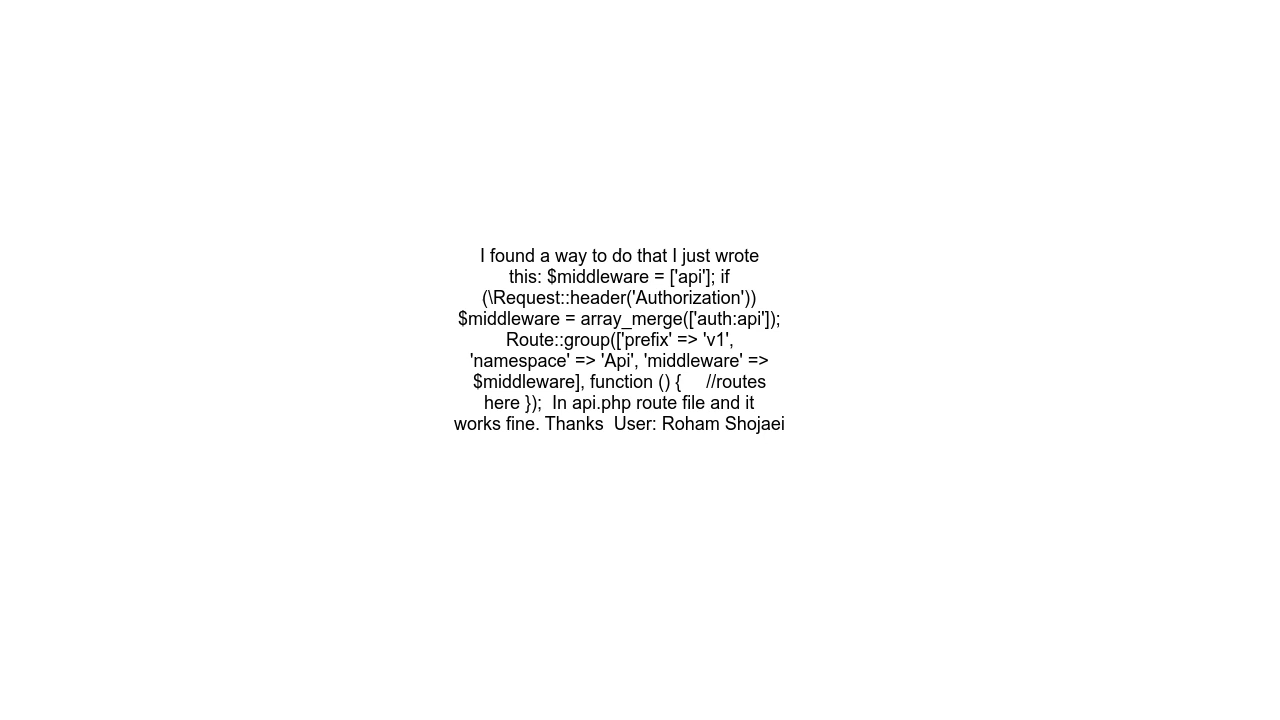 I found a way to do that I just wrote
this: $middleware = ['api']; if
(\Request::header('Authorization'))
$middleware = array_merge(['auth:api']);
Route::group(['prefix' => 'v1',
'namespace' => 'Api', 'middleware' =>
$middleware], function () {     //routes
here });  In api.php route file and it
works fine. Thanks  User: Roham Shojaei